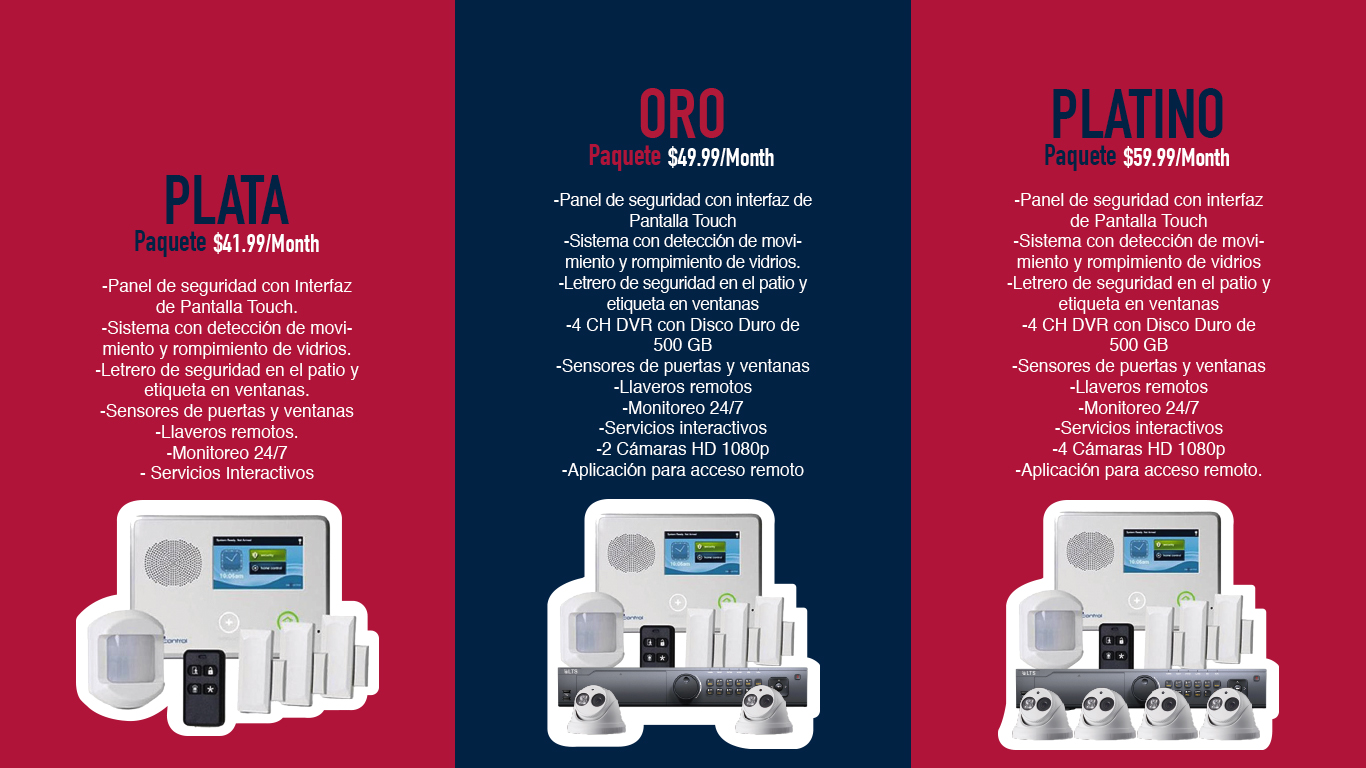 PLATA
Paquete $41.99/Month
-Panel de seguridad con Interfaz
de Pantalla Touch.
-Sistema con detección de movi-
miento y rompimiento de vidrios.
-Letrero de seguridad en el patio y
etiqueta en ventanas.
-Sensores de puertas y ventanas
-Llaveros remotos.
-Monitoreo 24/7
- Servicios Interactivos
ORO
Paquete $49.99/Month
-Panel de seguridad con interfaz de
Pantalla Touch
-Sistema con detección de movi-
miento y rompimiento de vidrios.
-Letrero de seguridad en el patio y
etiqueta en ventanas
-4 CH DVR con Disco Duro de
500 GB
-Sensores de puertas y ventanas
-Llaveros remotos
-Monitoreo 24/7
-Servicios interactivos
-2 Cámaras HD 1080p
-Aplicación para acceso remoto
PLATINO
Paquete $59.99/Month
-Panel de seguridad con interfaz
de Pantalla Touch
-Sistema con detección de movi-
miento y rompimiento de vidrios
-Letrero de seguridad en el patio y
etiqueta en ventanas
-4 CH DVR con Disco Duro de
500 GB
-Sensores de puertas y ventanas
-Llaveros remotos
-Monitoreo 24/7
-Servicios interactivos
-4 Cámaras HD 1080p
-Aplicación para acceso remoto.